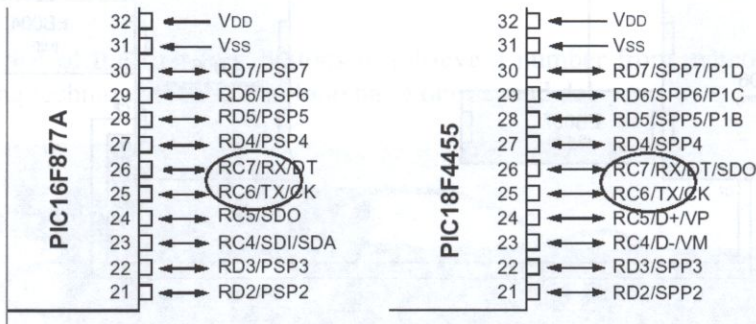 PIC16F877A
32 VDD
31 VSS
30 RD7/PSP7
29 RD6/PSP6
28 RD5/PSP5
27 RD4/PSP4
26 RC7/RX/DT
25 RC6/TX/CK
24 RC5/SDO
23 RC4/SDI/SDA
22 RD3/PSP3
21 RD2/PSP2
PIC18F4455
32 VDD
31 VSS
30 RD7/SPP7/P1D
29 RD6/SPP6/P1C
28 RD5/SPP5/P1B
27 RD4/SPP4
26 RC7/RX/DT/SDO
25 RC6/TX/CK
24 RC5/D+/VP
23 RC4/D-/VM
22 RD3/SPP3
21 RD2/SPP2